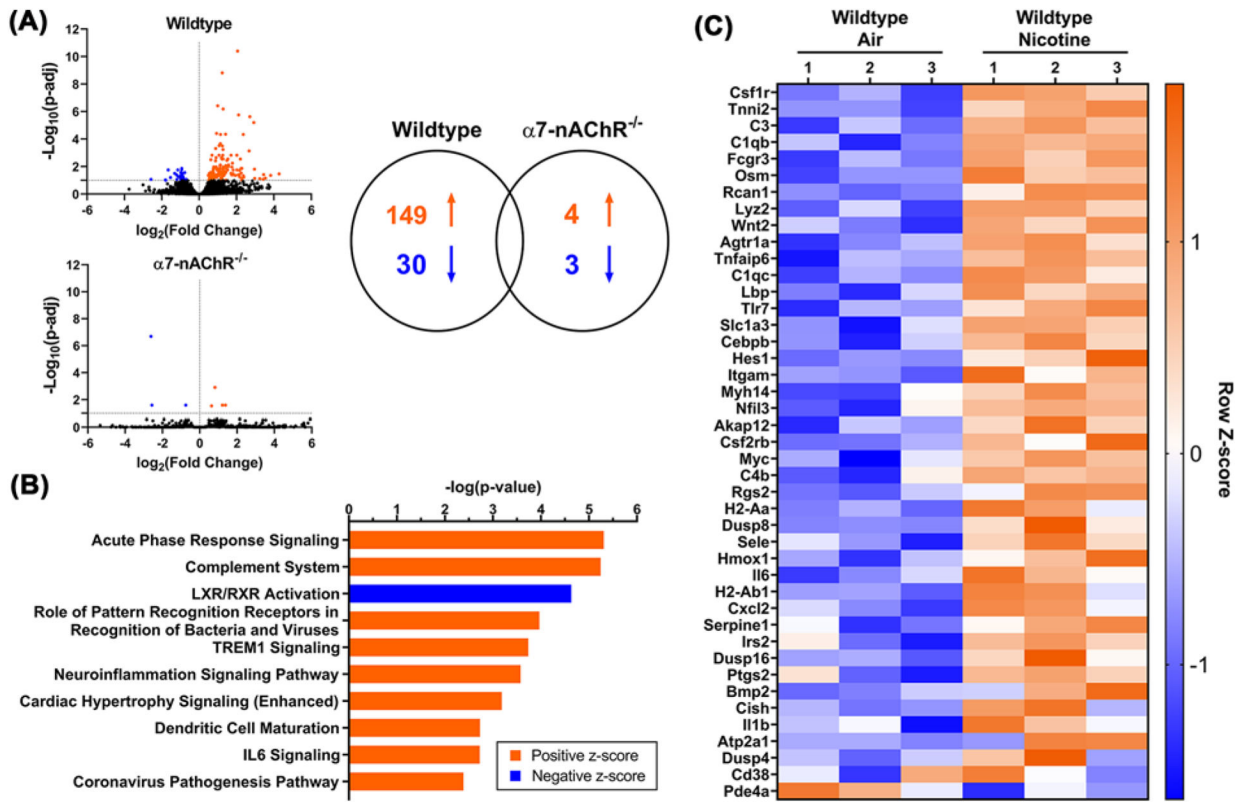 (A)
Wildtype
12
10
8
6
4
2
0
-6 -4 -2 0 2 4 6
-Log10(p-adj)
log2(Fold Change)
α7-nAChR-/-
12
10
8
6
4
2
0
-6 -4 -2 0 2 4 6
-Log10(p-adj)
log2(Fold Change)
Wildtype
α7-nAChR-/-
149
30
4
3
(B)
-log(p-value)
0 1 2 3 4 5 6
Acute Phase Response Signaling
Complement System
LXR/RXR Activation
Role of Pattern Recognition Receptors in
Recognition of Bacteria and Viruses
TREM1 Signaling
Neuroinflammation Signaling Pathway
Cardiac Hypertrophy Signaling (Enhanced)
Dendritic Cell Maturation
IL6 Signaling
Coronavirus Pathogenesis Pathway
Positive z-score
Negative z-score
(C)
Wildtype
Air
Wildtype
Nicotine
1 2 3 1 2 3
Csf1r
Tnni2
C3
C1qb
Fcgr3
Osm
Rcan1
Lyz2
Wnt2
Agtr1a
Tnfaip6
C1qc
Lbp
Tlr7
Slc1a3
Cebpb
Hes1
Itgam
Myh14
Nfil3
Akap12
Csf2rb
Myc
C4b
Rgs2
H2-Aa
Dusp8
Sele
Hmox1
Il6
H2-Ab1
Cxcl2
Serpine1
Irs2
Dusp16
Ptgs2
Bmp2
Cish
Il1b
Atp2a1
Dusp4
Cd38
Pde4a
1
0
-1
Row Z-score